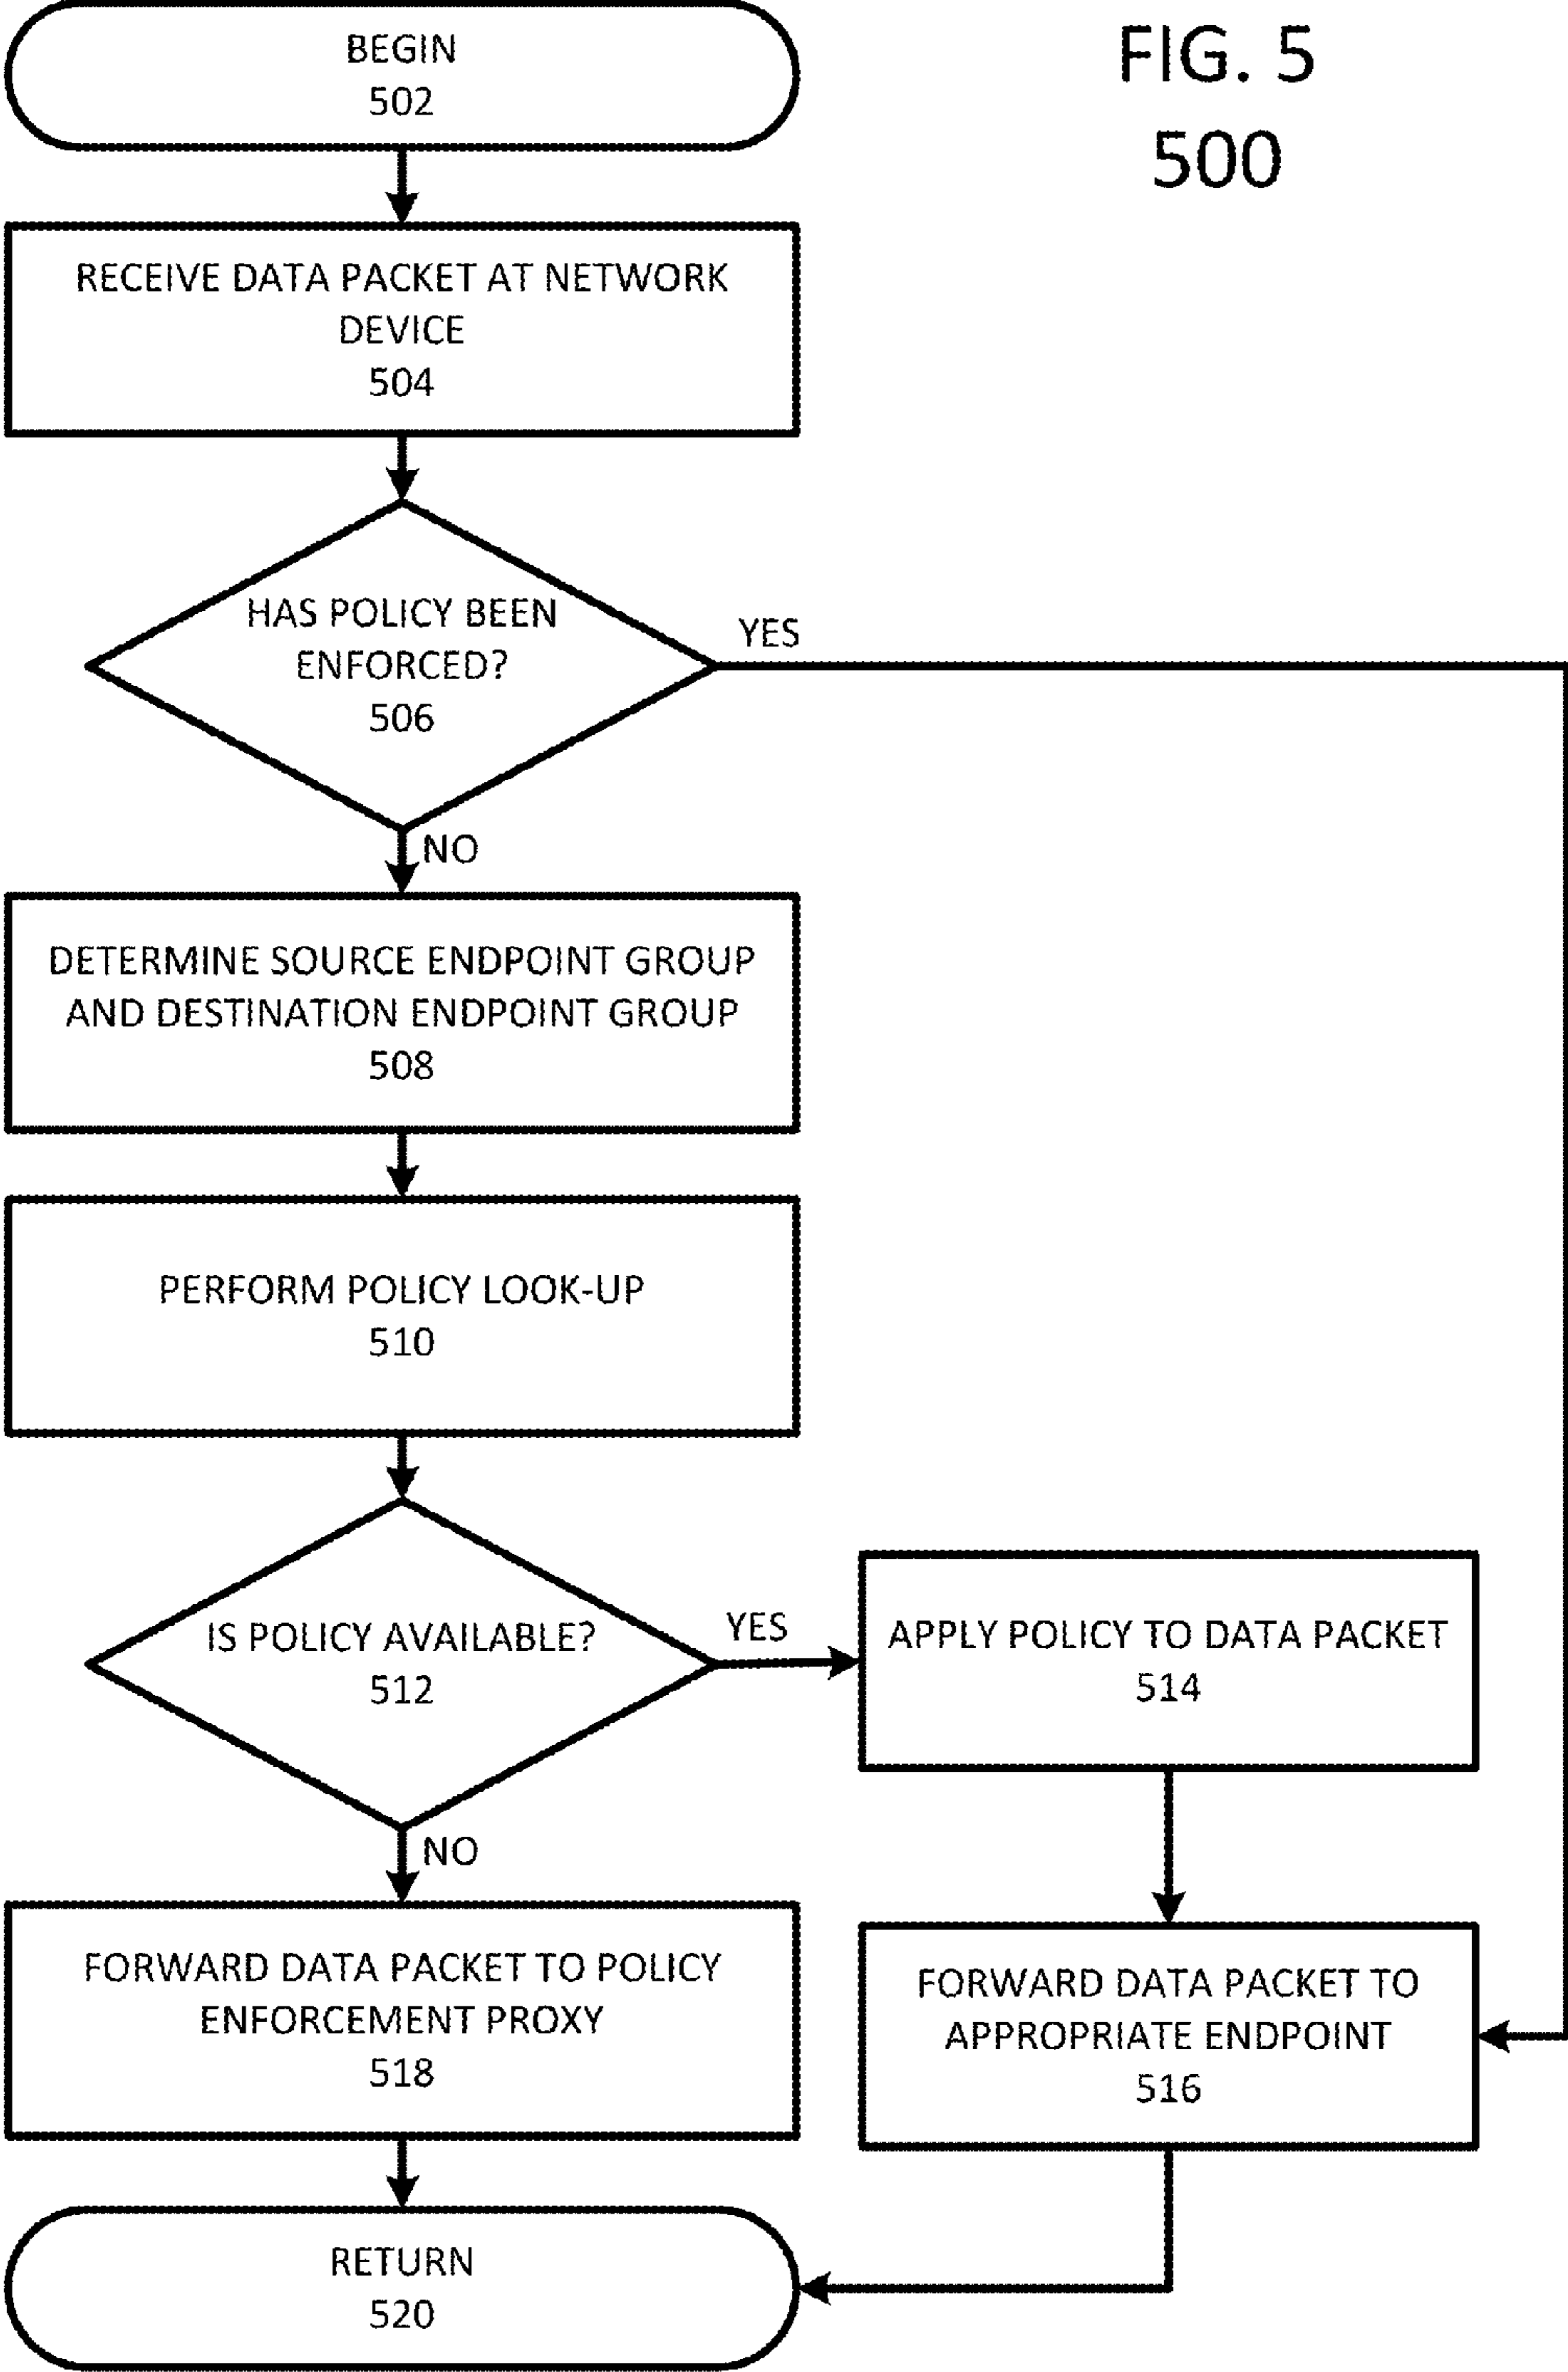 FIG. 5
500
BEGIN
502
RECEIVE DATA PACKET AT NETWORK
DEVICE
504
HAS POLICY BEEN
ENFORCED?
506
YES
NO
DETERMINE SOURCE ENDPOINT GROUP
AND DESTINATION ENDPOINT GROUP
508
PERFORM POLICY LOOK-UP
510
IS POLICY AVAILABLE?
512
YES
APPLY POLICY TO DATA PACKET
514
NO
FORWARD DATA PACKET TO POLICY
ENFORCEMENT PROXY
518
FORWARD DATA PACKET TO
APPROPRIATE ENDPOINT
516
RETURN
520